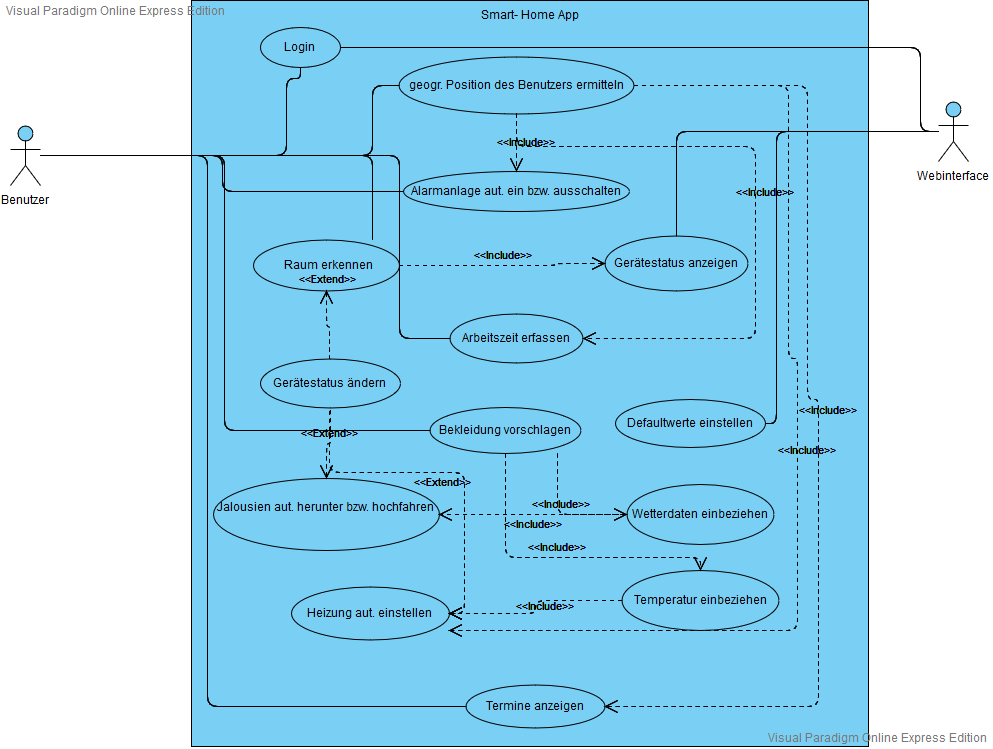 Visual Paradigm Online Express Edition
Smart- Home App
Login
geogr. Position des Benutzers ermitteln
<<Include>>
Benutzer
Webinterface
Alarmanlage aut. ein bzw. ausschalten
<<Include>>
<<Include>>
Raum erkennen
<<Extend>>
Gerätestatus anzeigen
Arbeitszeit erfassen
Gerätestatus ändern
<<Include>>
Defaultwerte einstellen
Bekleidung vorschlagen
<<Extend>>
<<Include>>
<<Extend>>
Jalousien aut. herunter bzw. hochfahren
<<Include>>
Wetterdaten einbeziehen
<<Include>>
<<Include>>
Temperatur einbeziehen
<<Include>>
Heizung aut. einstellen
Termine anzeigen
Visual Paradigm Online Express Edition